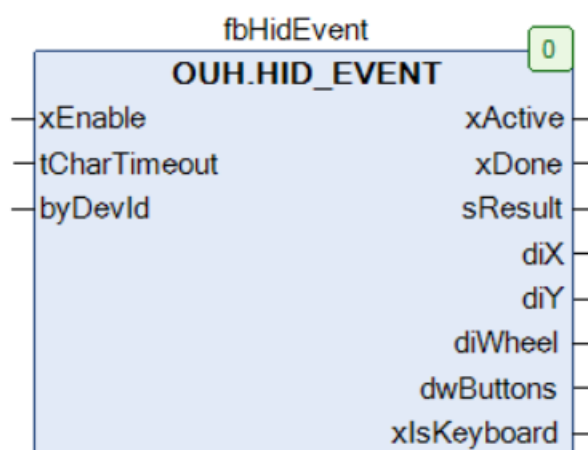 fbHidEvent
0
OUH.HID_EVENT
xEnable xActive
tCharTimeout xDone
byDevId sResult
diX
diY
diWheel
dwButtons
xIsKeyboard